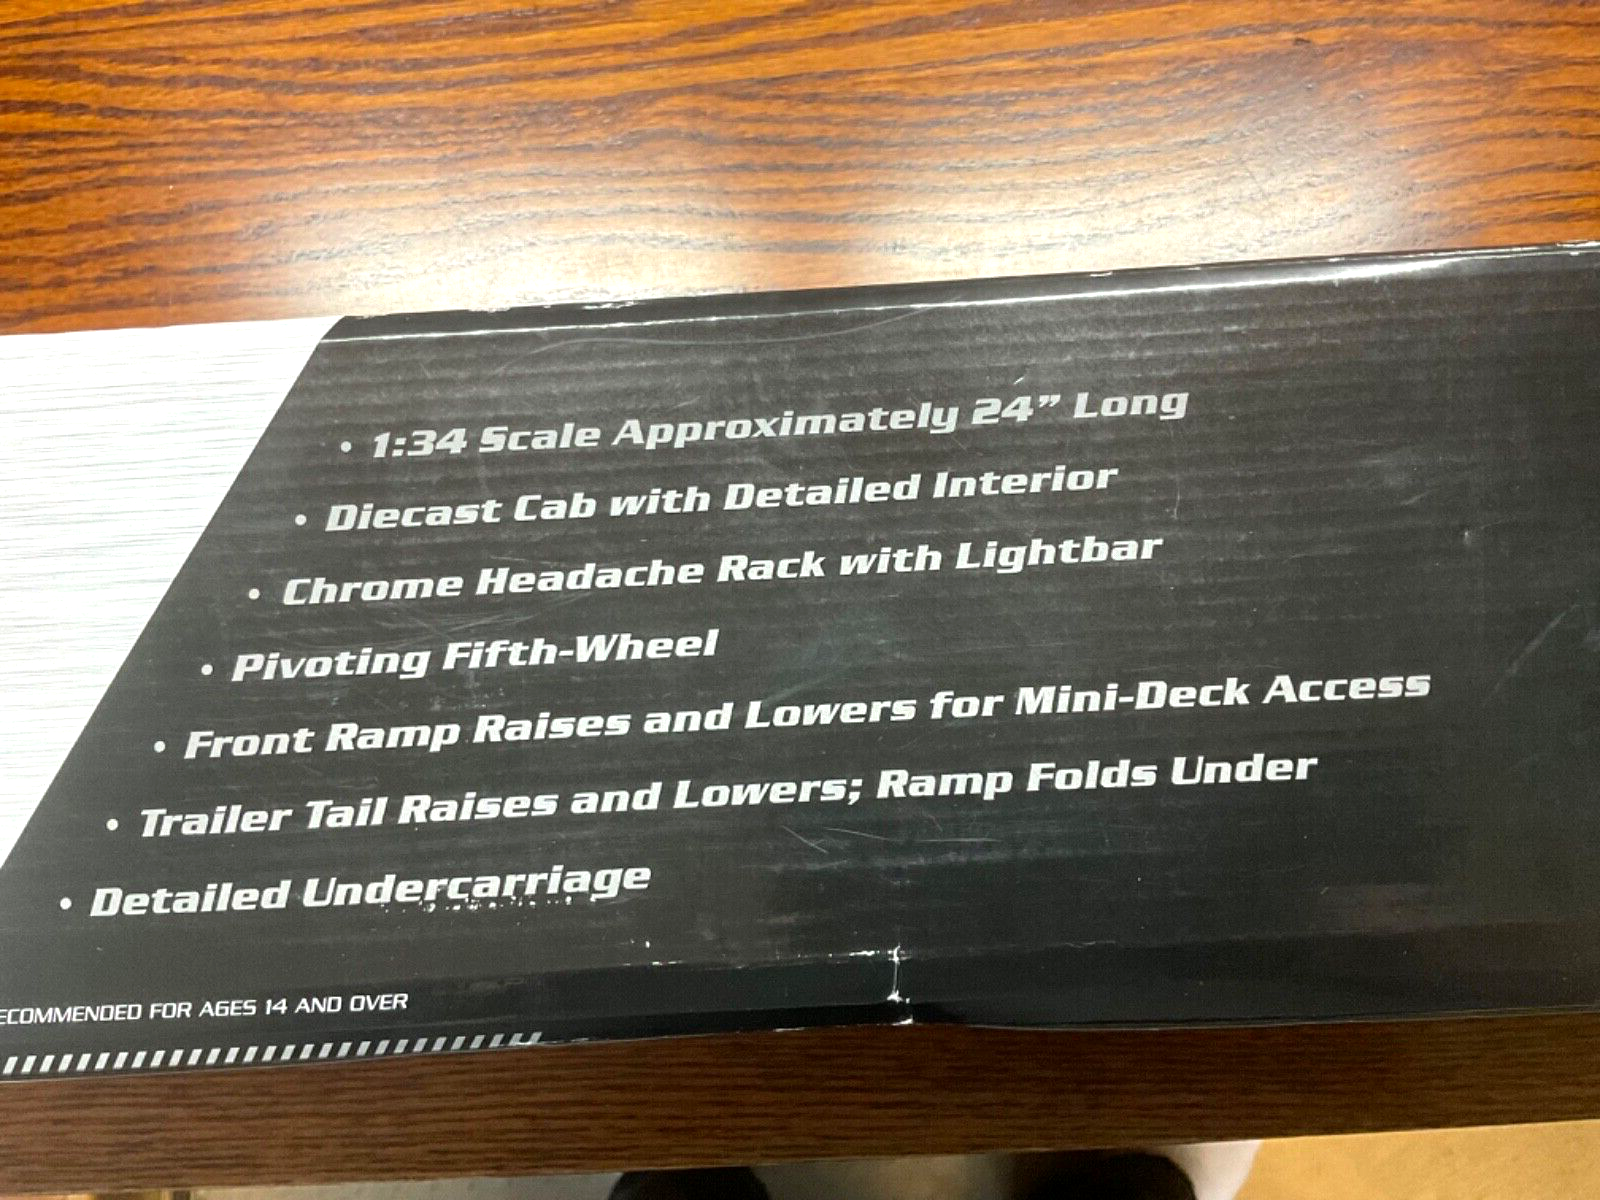 • 1:34 Scale Approximately 24” Long
• Diecast Cab with Detailed Interior
• Chrome Headache Rack with Lightbar
• Pivoting Fifth-Wheel
• Front Ramp Raises and Lowers for Mini-Deck Access
• Trailer Tail Raises and Lowers; Ramp Folds Under
• Detailed Undercarriage
ECOMMENDED FOR AGES 14 AND OVER